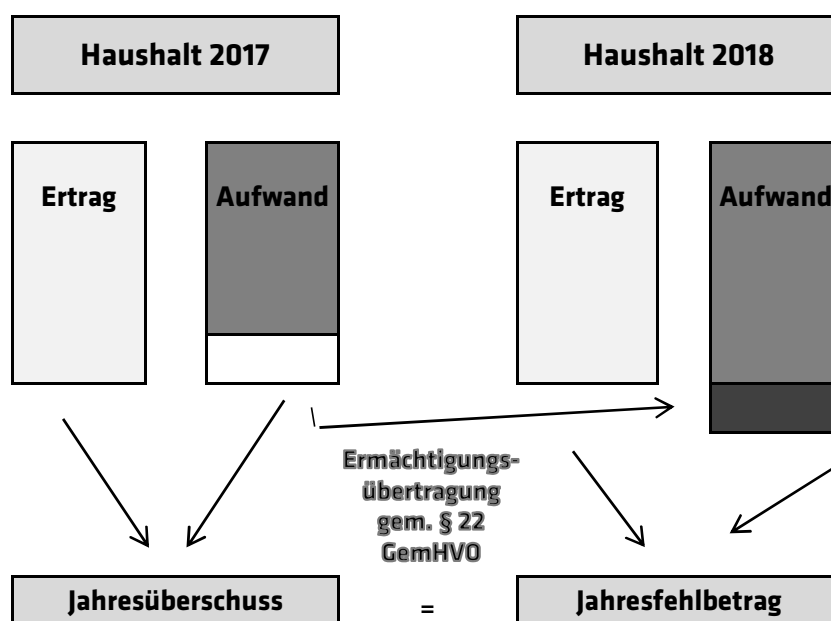 Haushalt 2017
Haushalt 2018
Ertrag
Aufwand
Ertrag
Aufwand
Ermächtigungs-
übertragung
gem. § 22
GemHVO
Jahresüberschuss
=
Jahresfehlbetrag